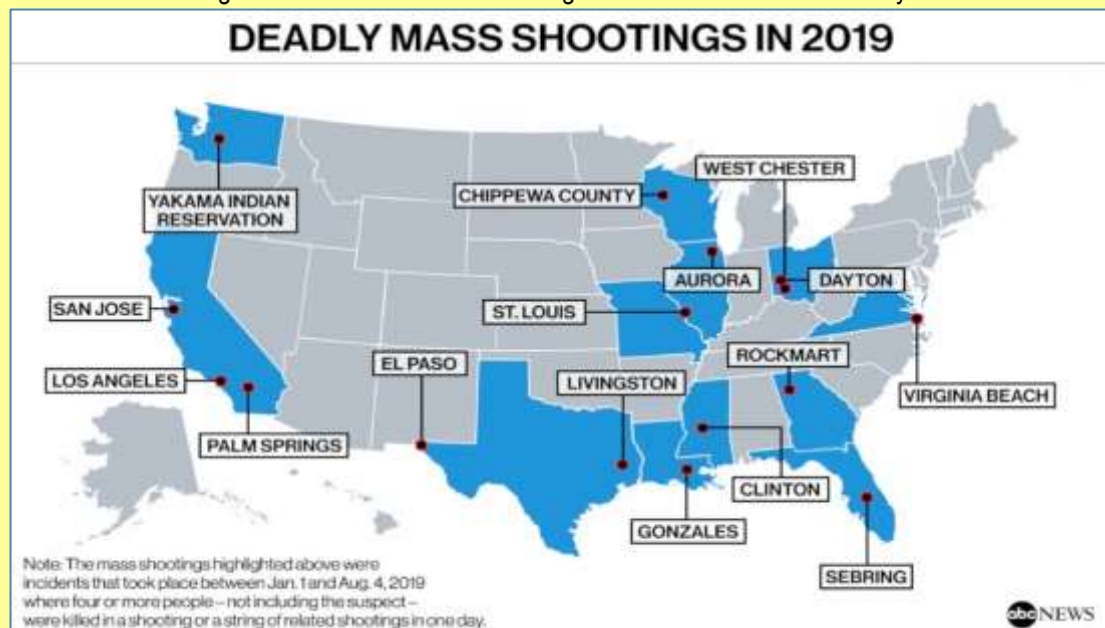 DEADLY MASS SHOOTINGS IN 2019
WEST CHESTER
YAKAMA INDIAN
RESERVATION
CHIPPEWA COUNTY
AURORA
DAYTON
SAN JOSE
ST. LOUIS
ROCKMART
EL PASO
LIVINGSTON
LOS ANGELES
VIRGINIA BEACH
PALM SPRINGS
CLINTON
GONZALES
SEBRING
Note: The mass shootings highlighted above were
incidents that took place between Jan. 1 and Aug. 4, 2019
where four or more people – not including the suspect –
were killed in a shooting or a string of related shootings in one day.
abc NEWS